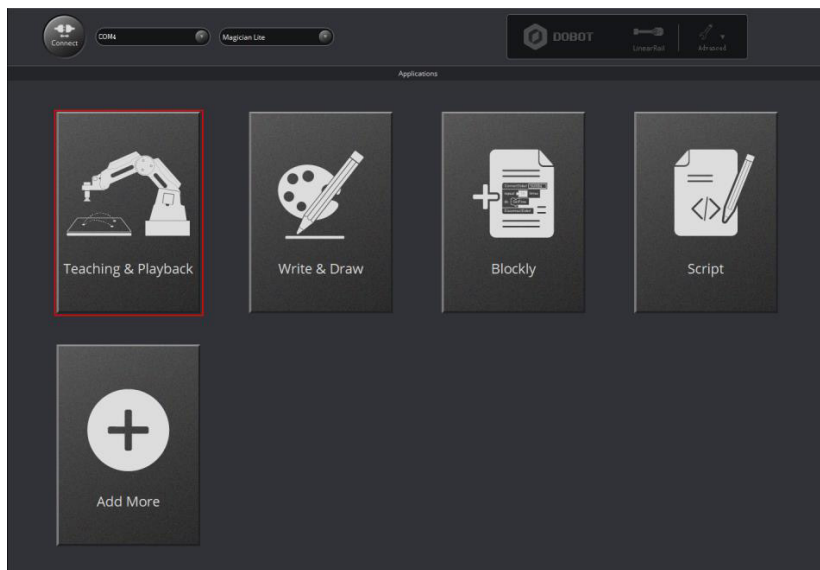 Connect
COM4
Magician Lite
DOBOT
LinearRail
Advanced
Applications
Teaching & Playback
Write & Draw
Blockly
Script
Add More